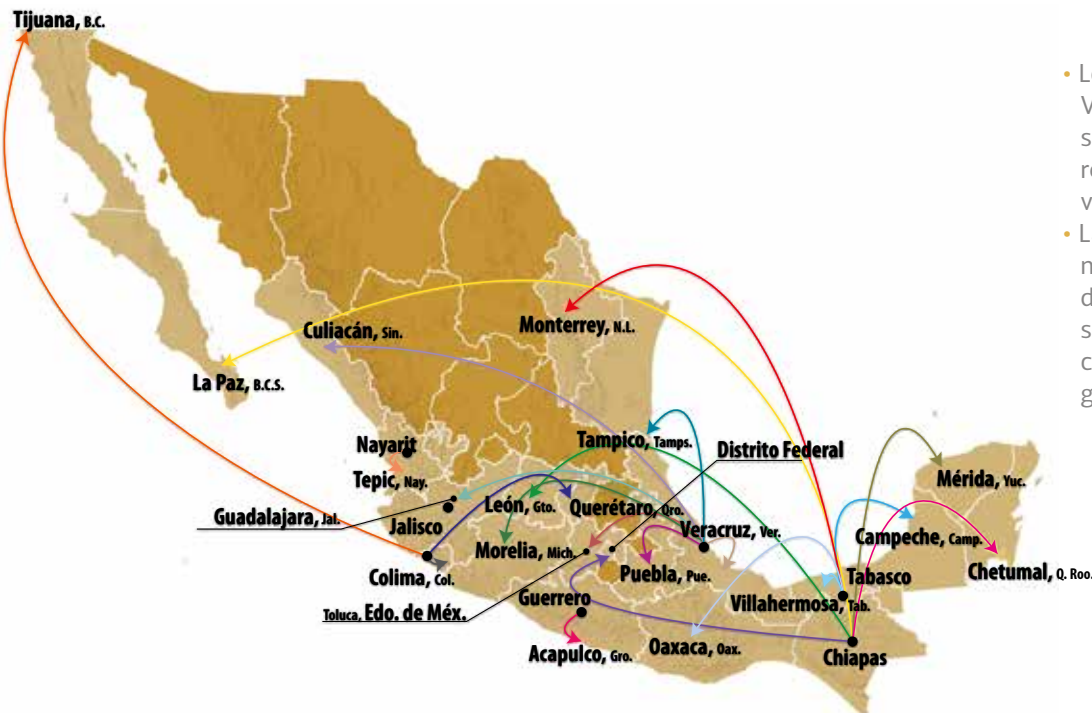 Tijuana, B.C.
Culiacán, Sin.
Monterrey, N.L.
La Paz, B.C.S.
Nayarit
Tepic, Nay.
Tampico, Tamps.
Distrito Federal
Mérida, Yuc.
Guadalajara, Jal.
Jalisco
León, Gto.
Querétaro, Qro.
Veracruz, Ver.
Campeche, Camp.
Morelia, Mich.
Colima, Col.
Puebla, Pue.
Tabasco
Chetumal, Q. Roo.
Guerrero
Villahermosa, Tab.
Toluca, Edo. de Méx.
Acapulco, Gro.
Oaxaca, Oax.
Chiapas